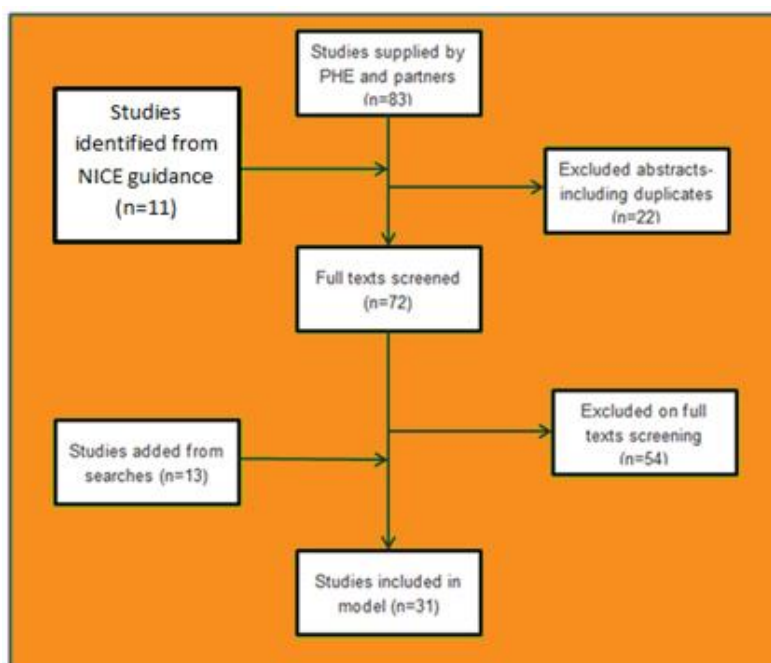 Studies supplied by
PHE and partners
(n=83)
Studies
identified from
NICE guidance
(n=11)
Excluded abstracts-
including duplicates
(n=22)
Full texts screened
(n=72)
Excluded on full
texts screening
(n=54)
Studies added from
searches (n=13)
Studies included in
model (n=31)